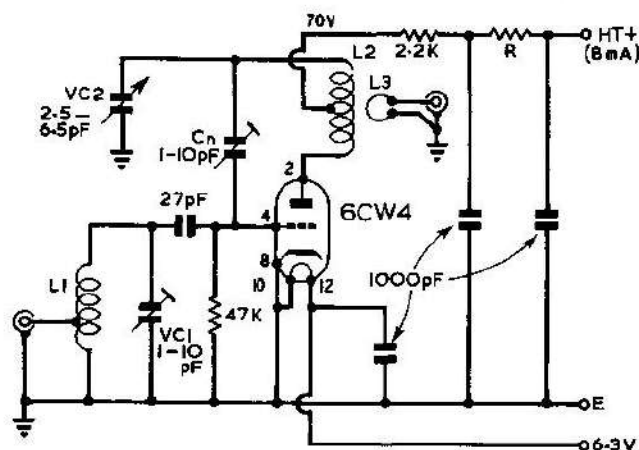 70V
2·2K
R
HT+
(8mA)
L2
L3
VC2
2·5–
6·5pF
Cn
1-10pF
2
27pF
4
6CW4
8
10
12
1000pF
L1
VC1
1-10
pF
47K
E
6·3V